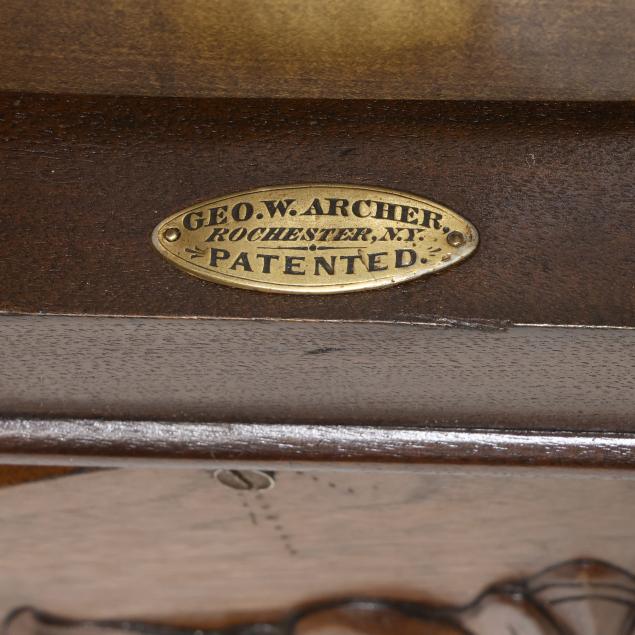 GEO. W. ARCHER,
ROCHESTER, N.Y.
PATENTED.